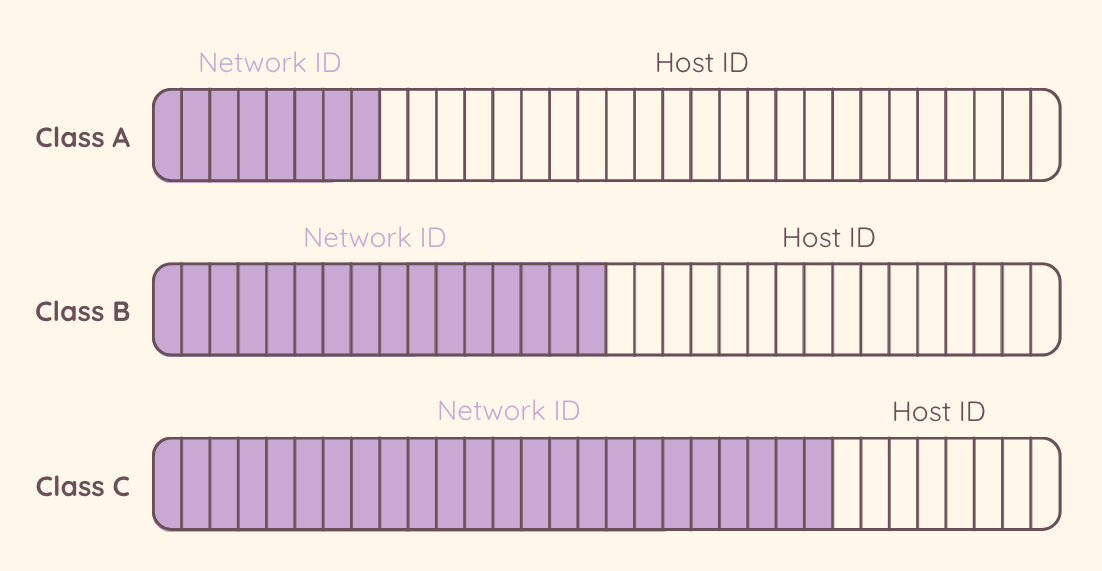 Network ID
Host ID
Class A
Network ID
Host ID
Class B
Network ID
Host ID
Class C